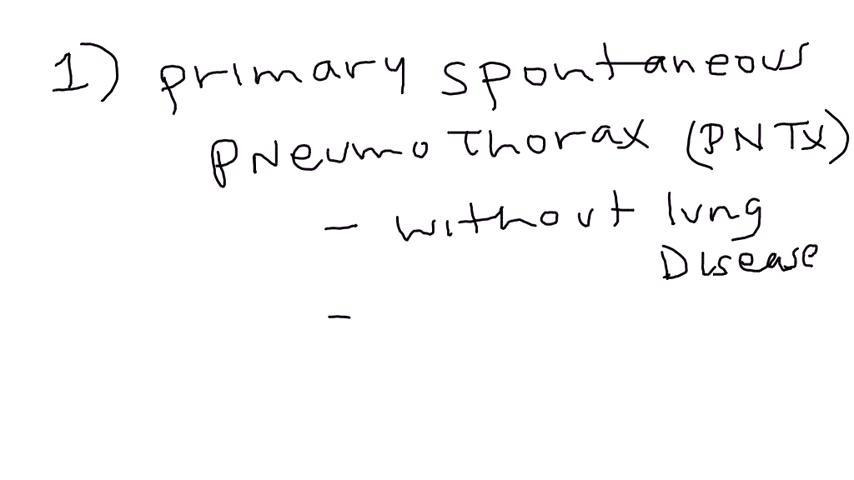 1) primary spontaneous
pneumothorax (PNTX)
- without lung
Disease
-